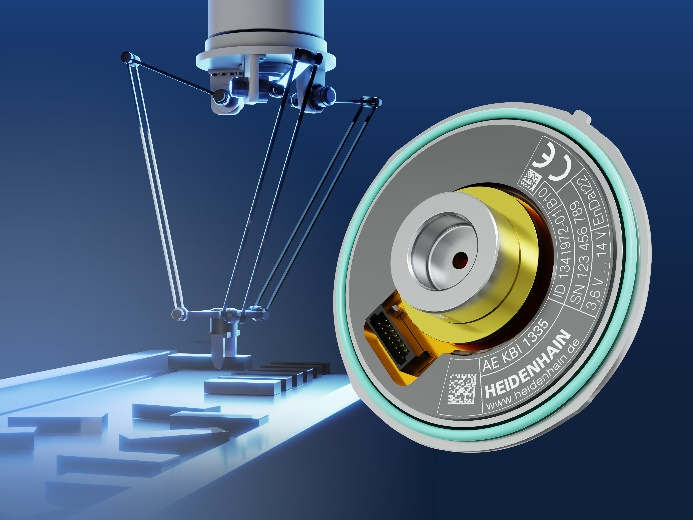 CE
ID 1341972-01(B)0
SN 123 456 789
3,6 V ... 14 V EnDat22
AE KBI 1335
HEIDENHAIN
www.heidenhain.de